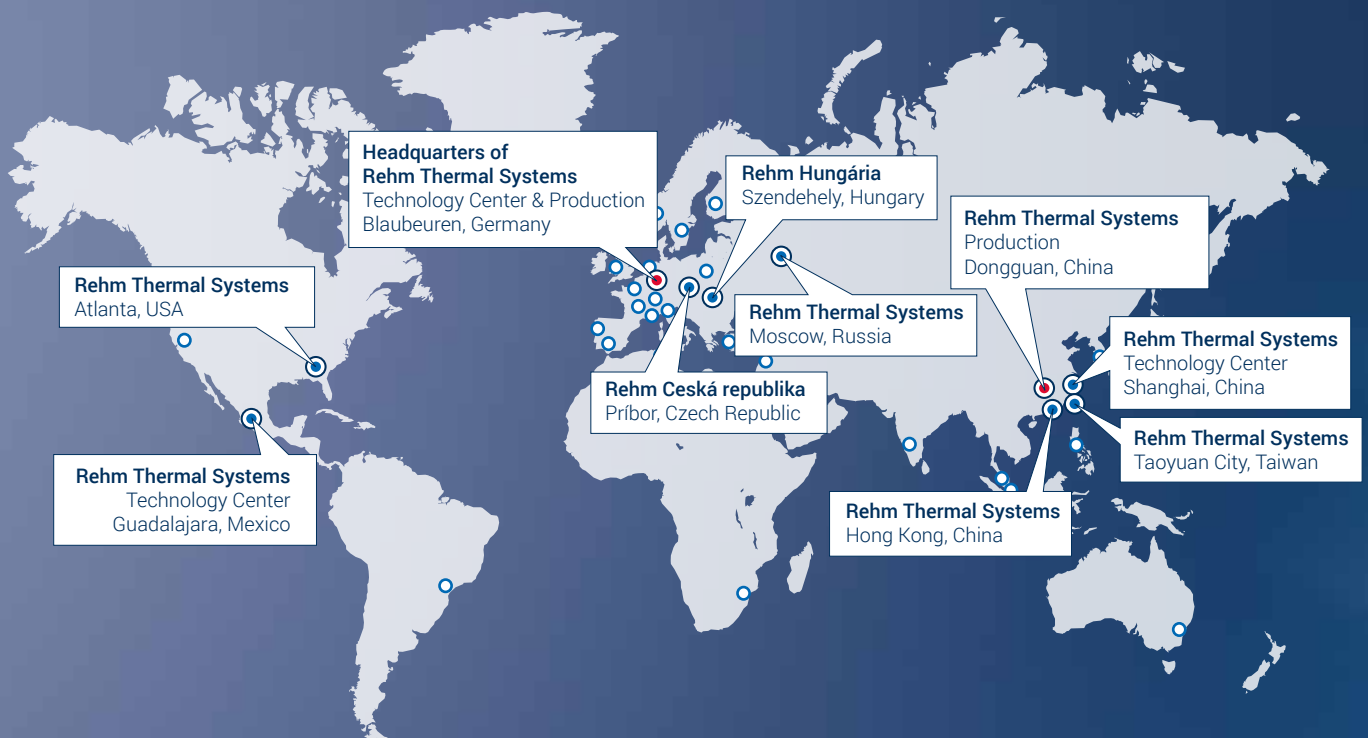 Headquarters of
Rehm Thermal Systems
Technology Center & Production
Blaubeuren, Germany
Rehm Hungária
Szendehely, Hungary
Rehm Thermal Systems
Production
Dongguan, China
Rehm Thermal Systems
Atlanta, USA
Rehm Thermal Systems
Moscow, Russia
Rehm Thermal Systems
Technology Center
Shanghai, China
Rehm Ceská republika
Príbor, Czech Republic
Rehm Thermal Systems
Taoyuan City, Taiwan
Rehm Thermal Systems
Technology Center
Guadalajara, Mexico
Rehm Thermal Systems
Hong Kong, China